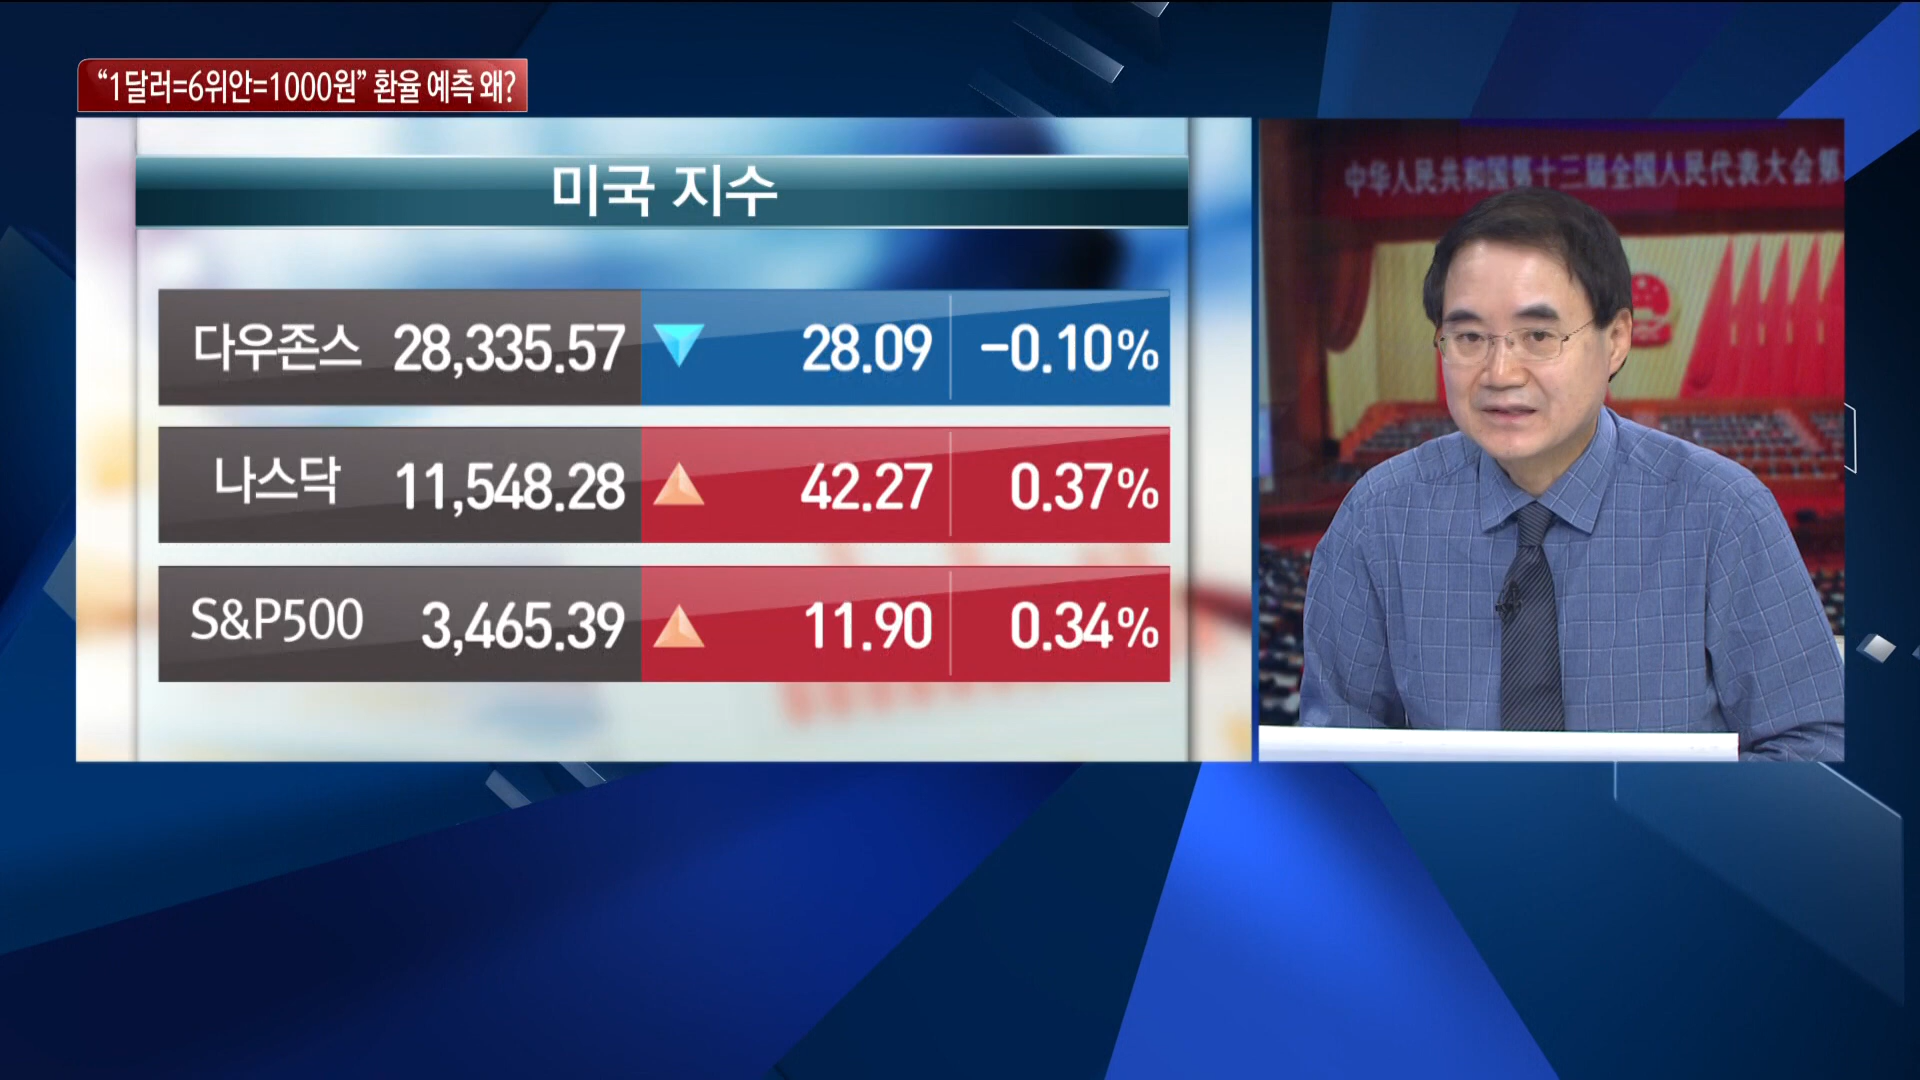 “1달러=6위안=1000원” 환율 예측 왜?
미국 지수
다우존스 28,335.57 ▼ 28.09 -0.10%
나스닥 11,548.28 ▲ 42.27 0.37%
S&P500 3,465.39 ▲ 11.90 0.34%
中华人民共和国第十三届全国人民代表大会第